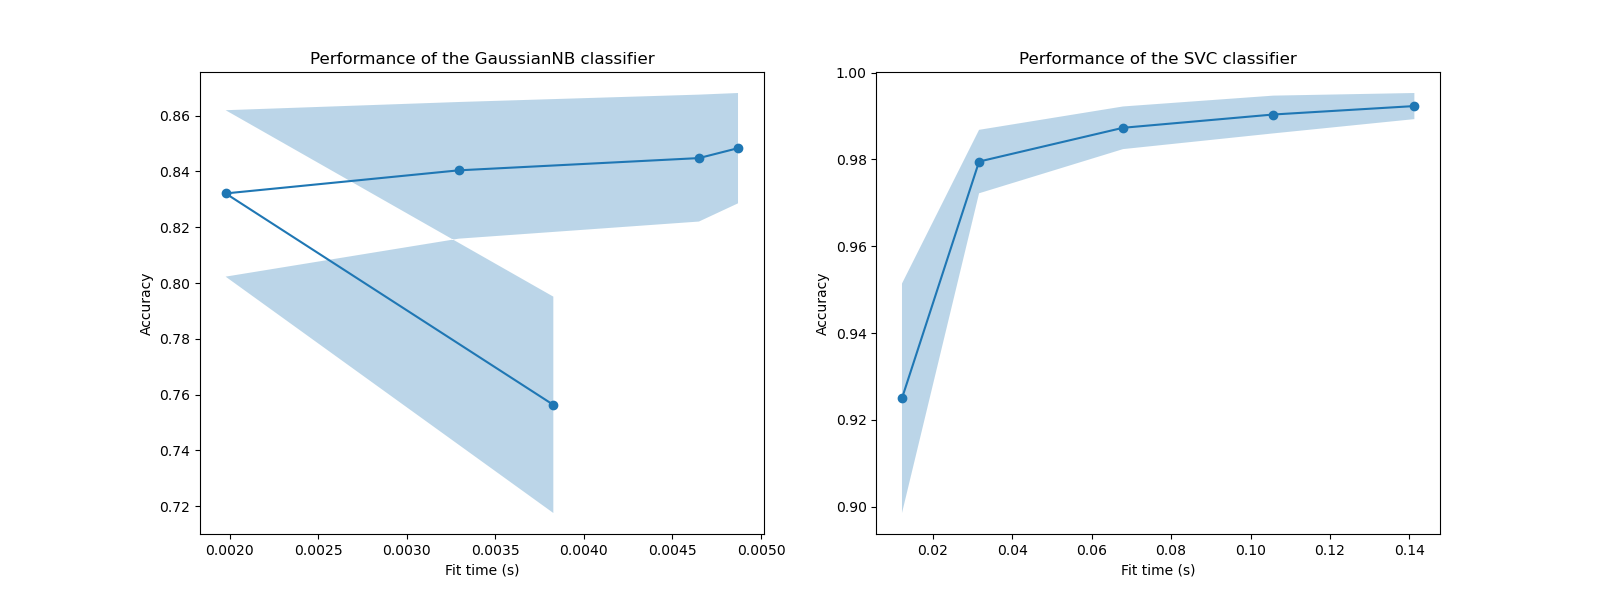 Performance of the GaussianNB classifier
Accuracy
0.86
0.84
0.82
0.80
0.78
0.76
0.74
0.72
0.0020 0.0025 0.0030 0.0035 0.0040 0.0045 0.0050
Fit time (s)
Performance of the SVC classifier
Accuracy
1.00
0.98
0.96
0.94
0.92
0.90
0.02 0.04 0.06 0.08 0.10 0.12 0.14
Fit time (s)